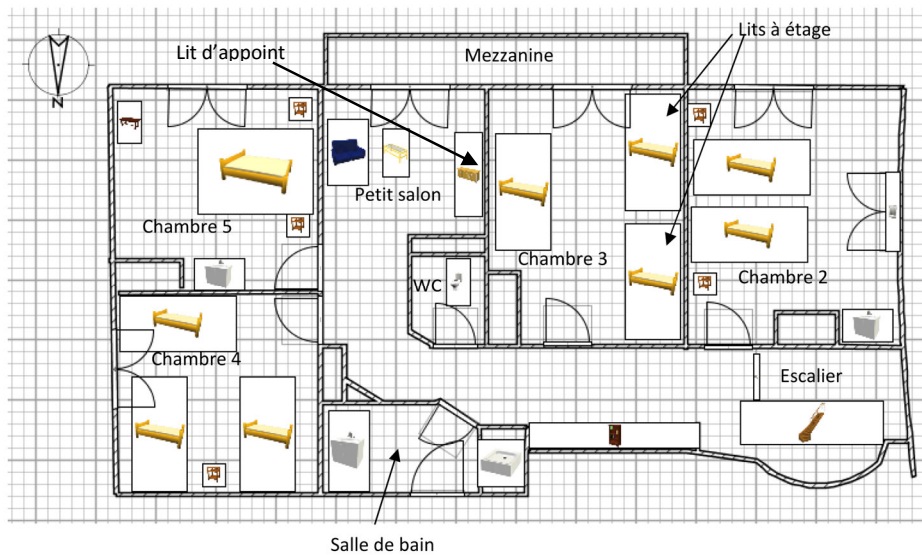 Lits à étage
Lit d'appoint
Mezzanine
N
Petit salon
Chambre 5
Chambre 3
Chambre 2
WC
Chambre 4
Escalier
Salle de bain